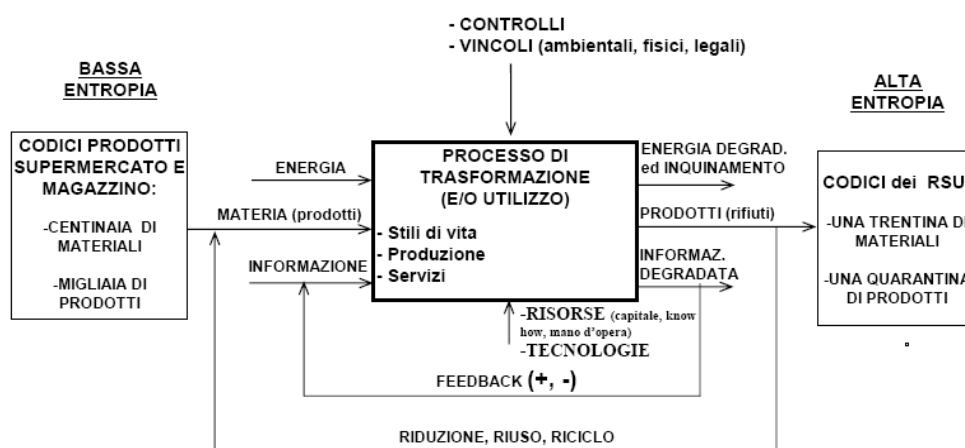 - CONTROLLI
- VINCOLI (ambientali, fisici, legali)
BASSA
ENTROPIA
ALTA
ENTROPIA
CODICI PRODOTTI
SUPERMERCATO E
MAGAZZINO:
-CENTINAIA DI
MATERIALI
-MIGLIAIA DI
PRODOTTI
ENERGIA
MATERIA (prodotti)
INFORMAZIONE
PROCESSO DI
TRASFORMAZIONE
(E/O UTILIZZO)
- Stili di vita
- Produzione
- Servizi
ENERGIA DEGRAD.
ed INQUINAMENTO
PRODOTTI (rifiuti)
INFORMAZ.
DEGRADATA
CODICI dei RSU
-UNA TRENTINA DI
MATERIALI
-UNA QUARANTINA
DI PRODOTTI
-RISORSE (capitale, know
how, mano d'opera)
-TECNOLOGIE
FEEDBACK (+, -)
RIDUZIONE, RIUSO, RICICLO